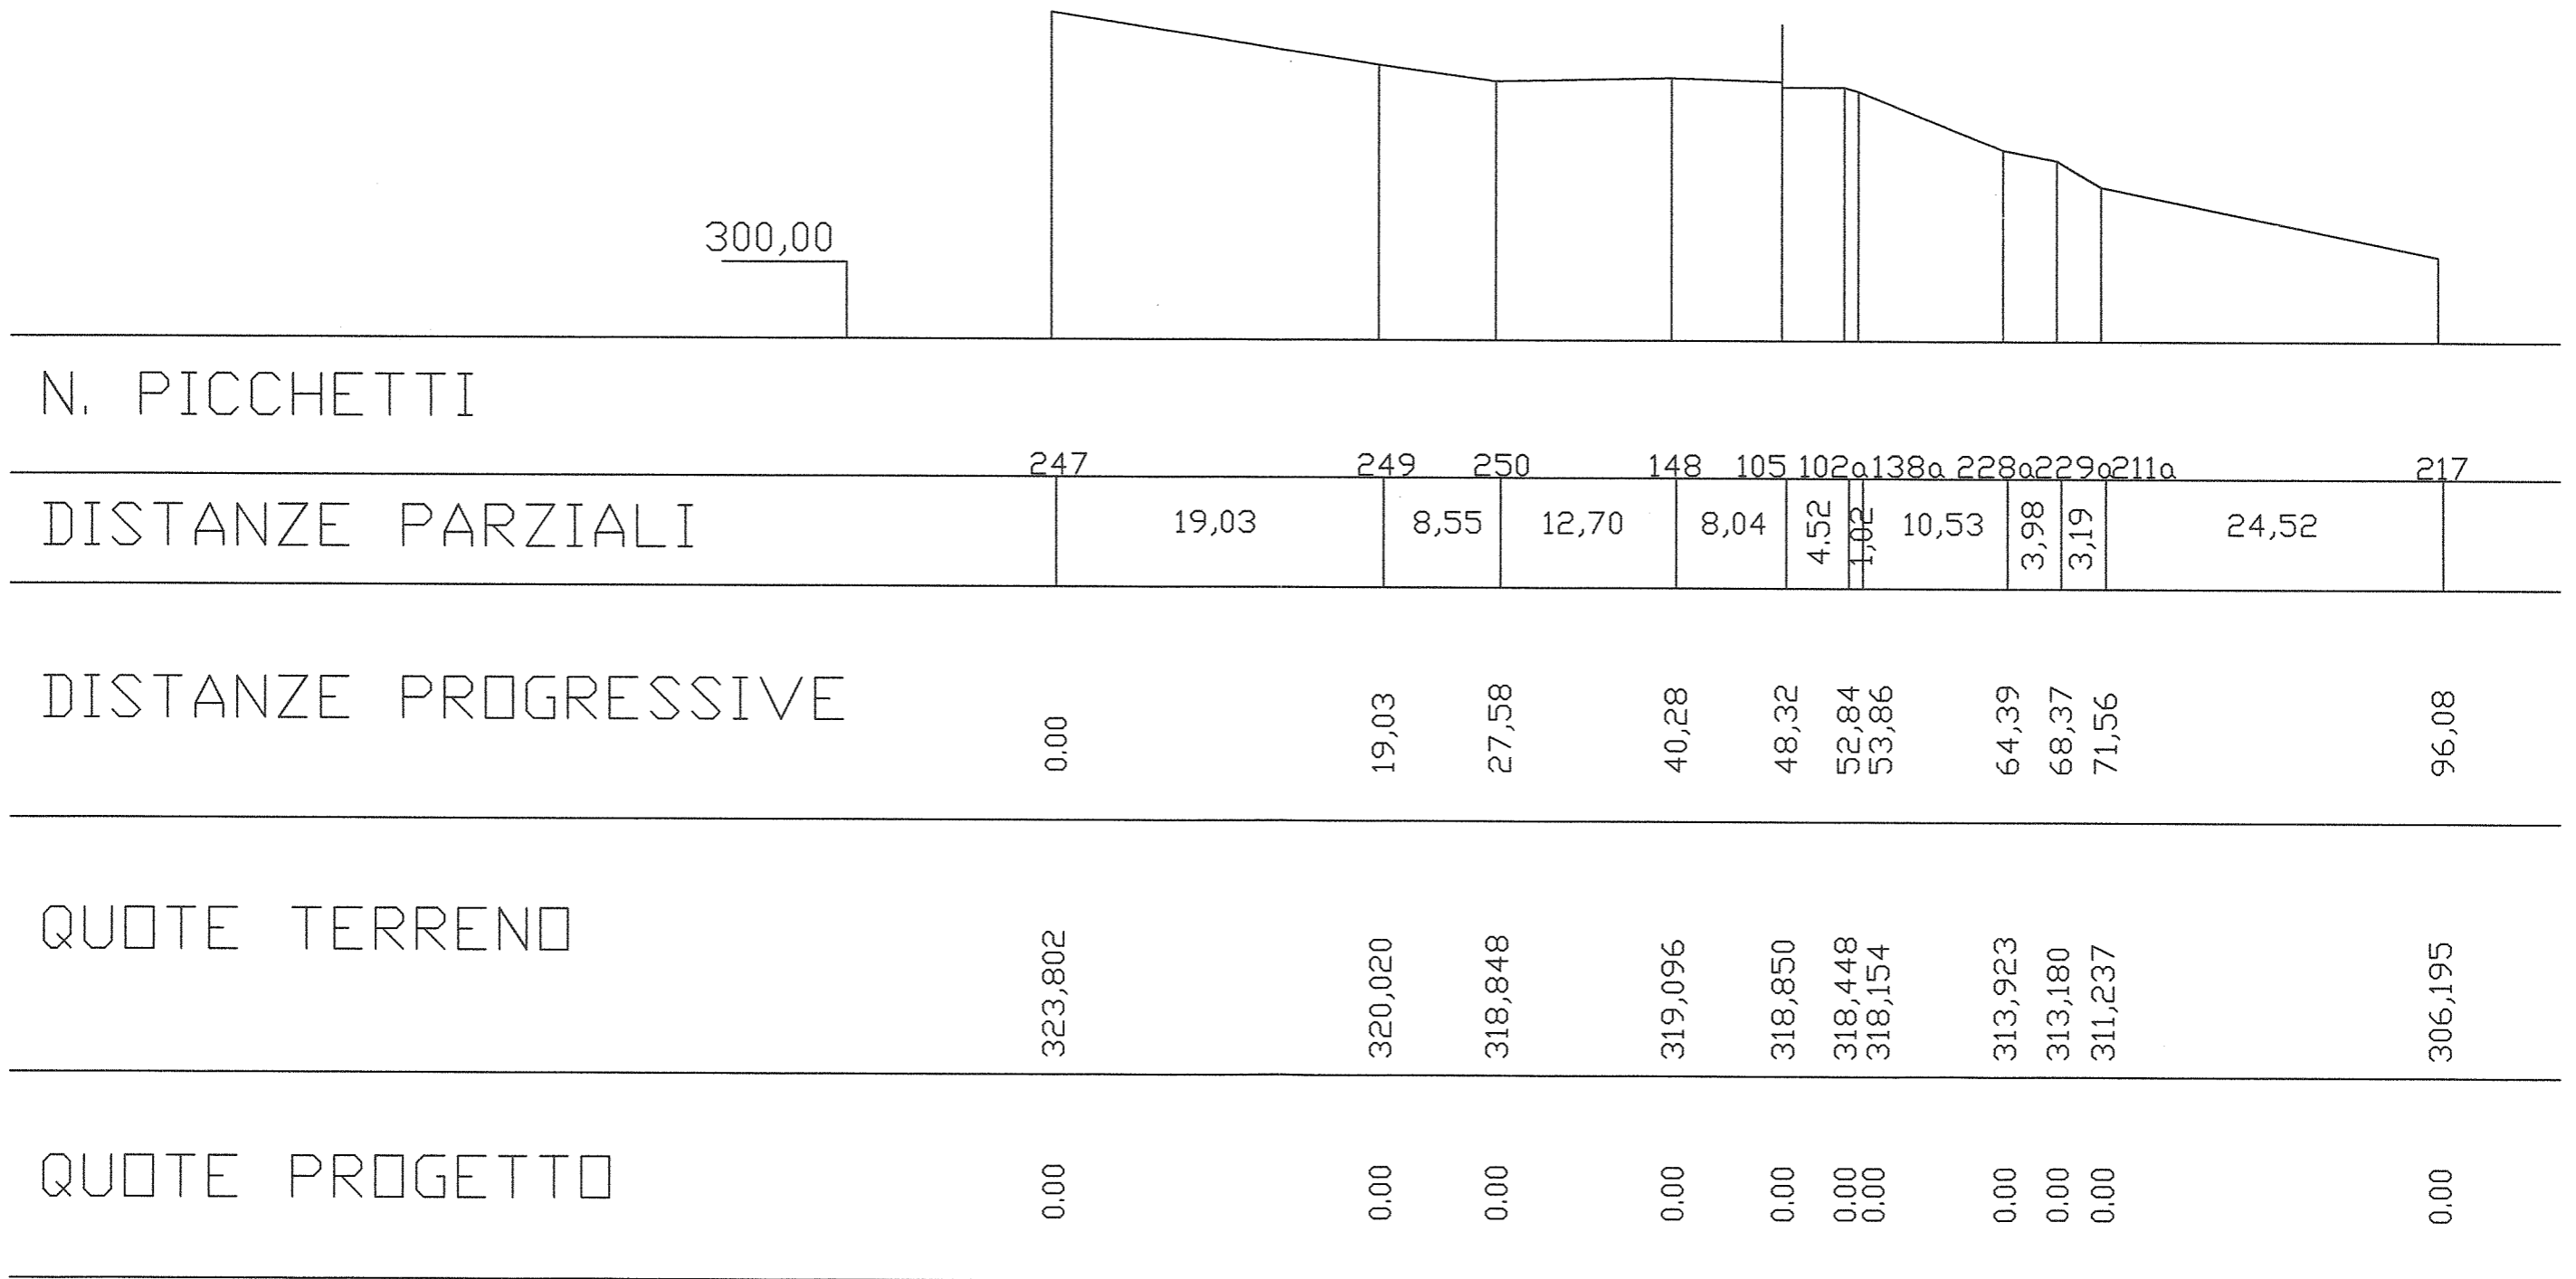 300,00
N. PICCHETTI
247 249 250 148 105 102a 138a 228a 229a 211a 217
DISTANZE PARZIALI 19,03 8,55 12,70 8,04 4.52 1,02 10,53 3,98 3,19 24,52
DISTANZE PROGRESSIVE 0.00 19,03 27,58 40,28 48,32 52,84 53,86 64,39 68,37 71,56 96,08
QUOTE TERRENO 323,802 320,020 318,848 319,096 318,850 318,448 318,154 313,923 313,180 311,237 306,195
QUOTE PROGETTO 0.00 0.00 0.00 0.00 0.00 0.00 0.00 0.00 0.00 0.00 0.00